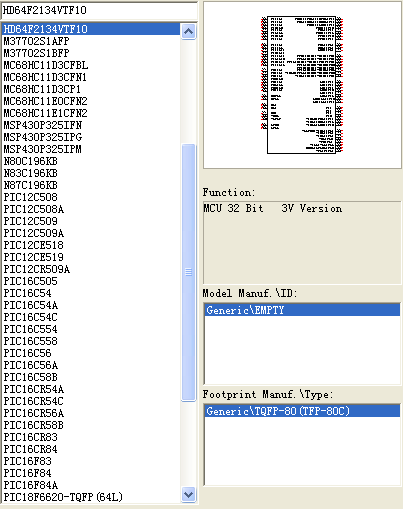 HD64F2134VTF10
HD64F2134VTF10
M37702S1AFP
M37702S1BFP
MC68HC11D3CFBL
MC68HC11D3CFN1
MC68HC11D3CP1
MC68HC11E0CFN2
MC68HC11E1CFN2
MSP430P325IFN
MSP430P325IPG
MSP430P325IPM
N80C196KB
N83C196KB
N87C196KB
PIC12C508
PIC12C508A
PIC12C509
PIC12C509A
PIC12CE518
PIC12CE519
PIC12CR509A
PIC16C505
PIC16C54
PIC16C54A
PIC16C54C
PIC16C554
PIC16C558
PIC16C56
PIC16C56A
PIC16C58B
PIC16CR54A
PIC16CR54C
PIC16CR56A
PIC16CR58B
PIC16CR83
PIC16CR84
PIC16F83
PIC16F84
PIC16F84A
PIC18F6620-TQFP(64L)
Function:
MCU 32 Bit   3V Version
Model Manuf.\ID:
Generic\EMPTY
Footprint Manuf.\Type:
Generic\TQFP-80(TFP-80C)